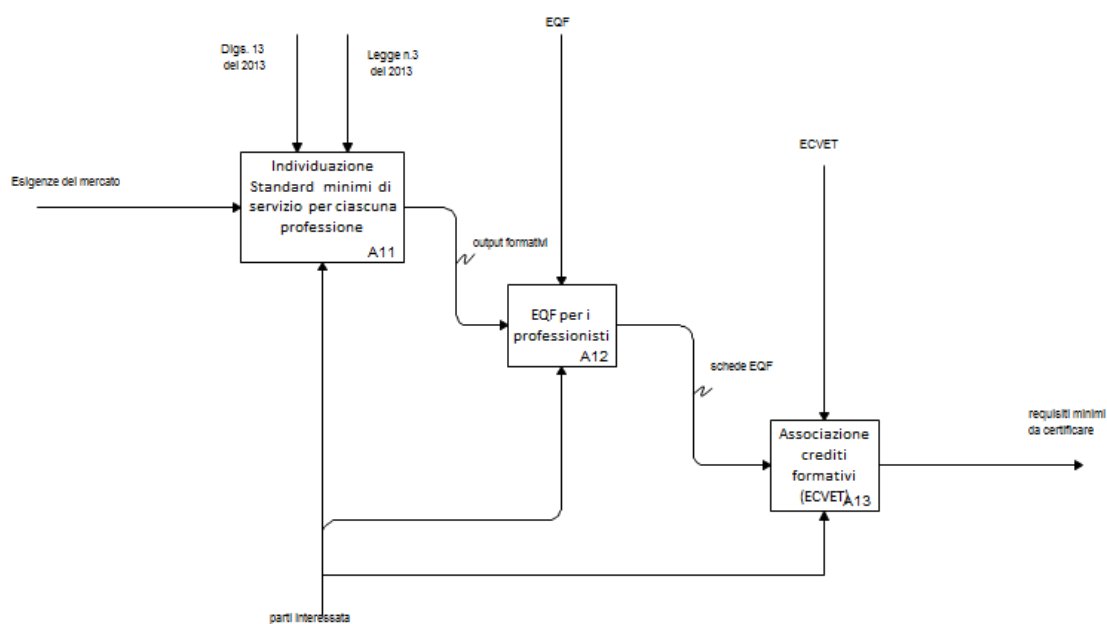 EQF
Dlgs. 13
del 2013
Legge n.3
del 2013
ECVET
Esigenze del mercato
Individuazione
Standard minimi di
servizio per ciascuna
professione
A11
output formativi
EQF per i
professionisti
A12
schede EQF
requisiti minimi
da certificare
Associazione
crediti
formativi
(ECVET)
A13
parti interessata